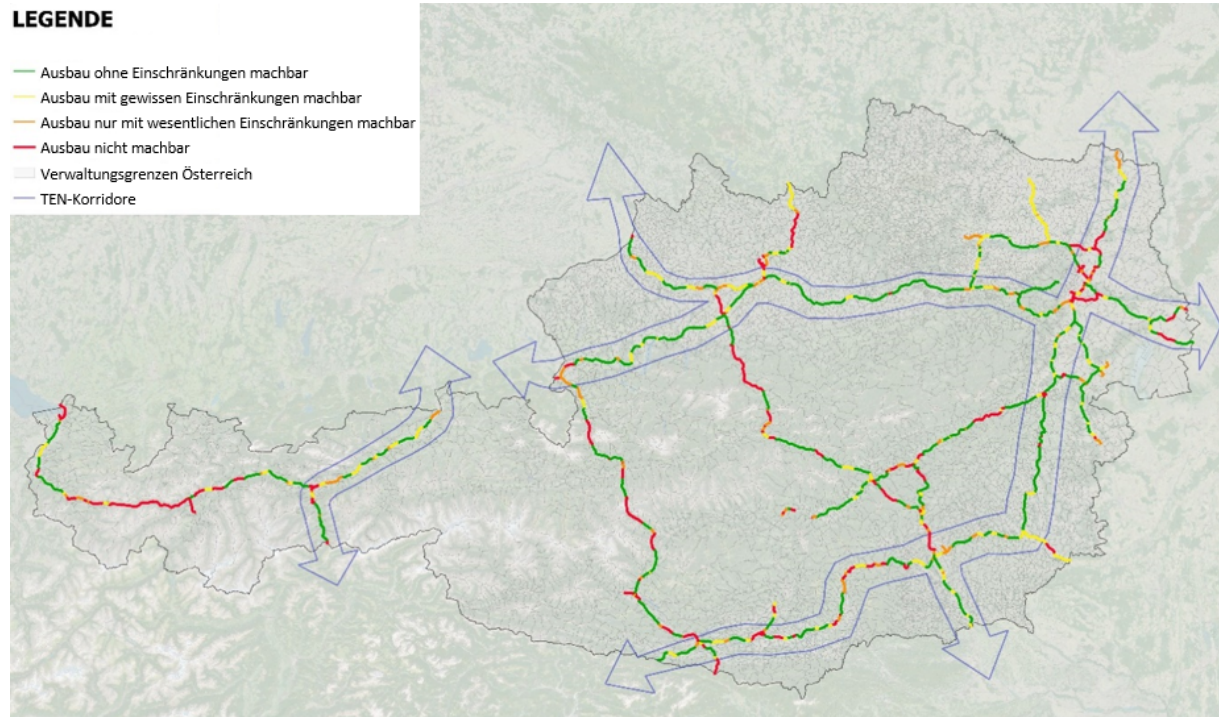 LEGENDE
Ausbau ohne Einschränkungen machbar
Ausbau mit gewissen Einschränkungen machbar
Ausbau nur mit wesentlichen Einschränkungen machbar
Ausbau nicht machbar
Verwaltungsgrenzen Österreich
TEN-Korridore